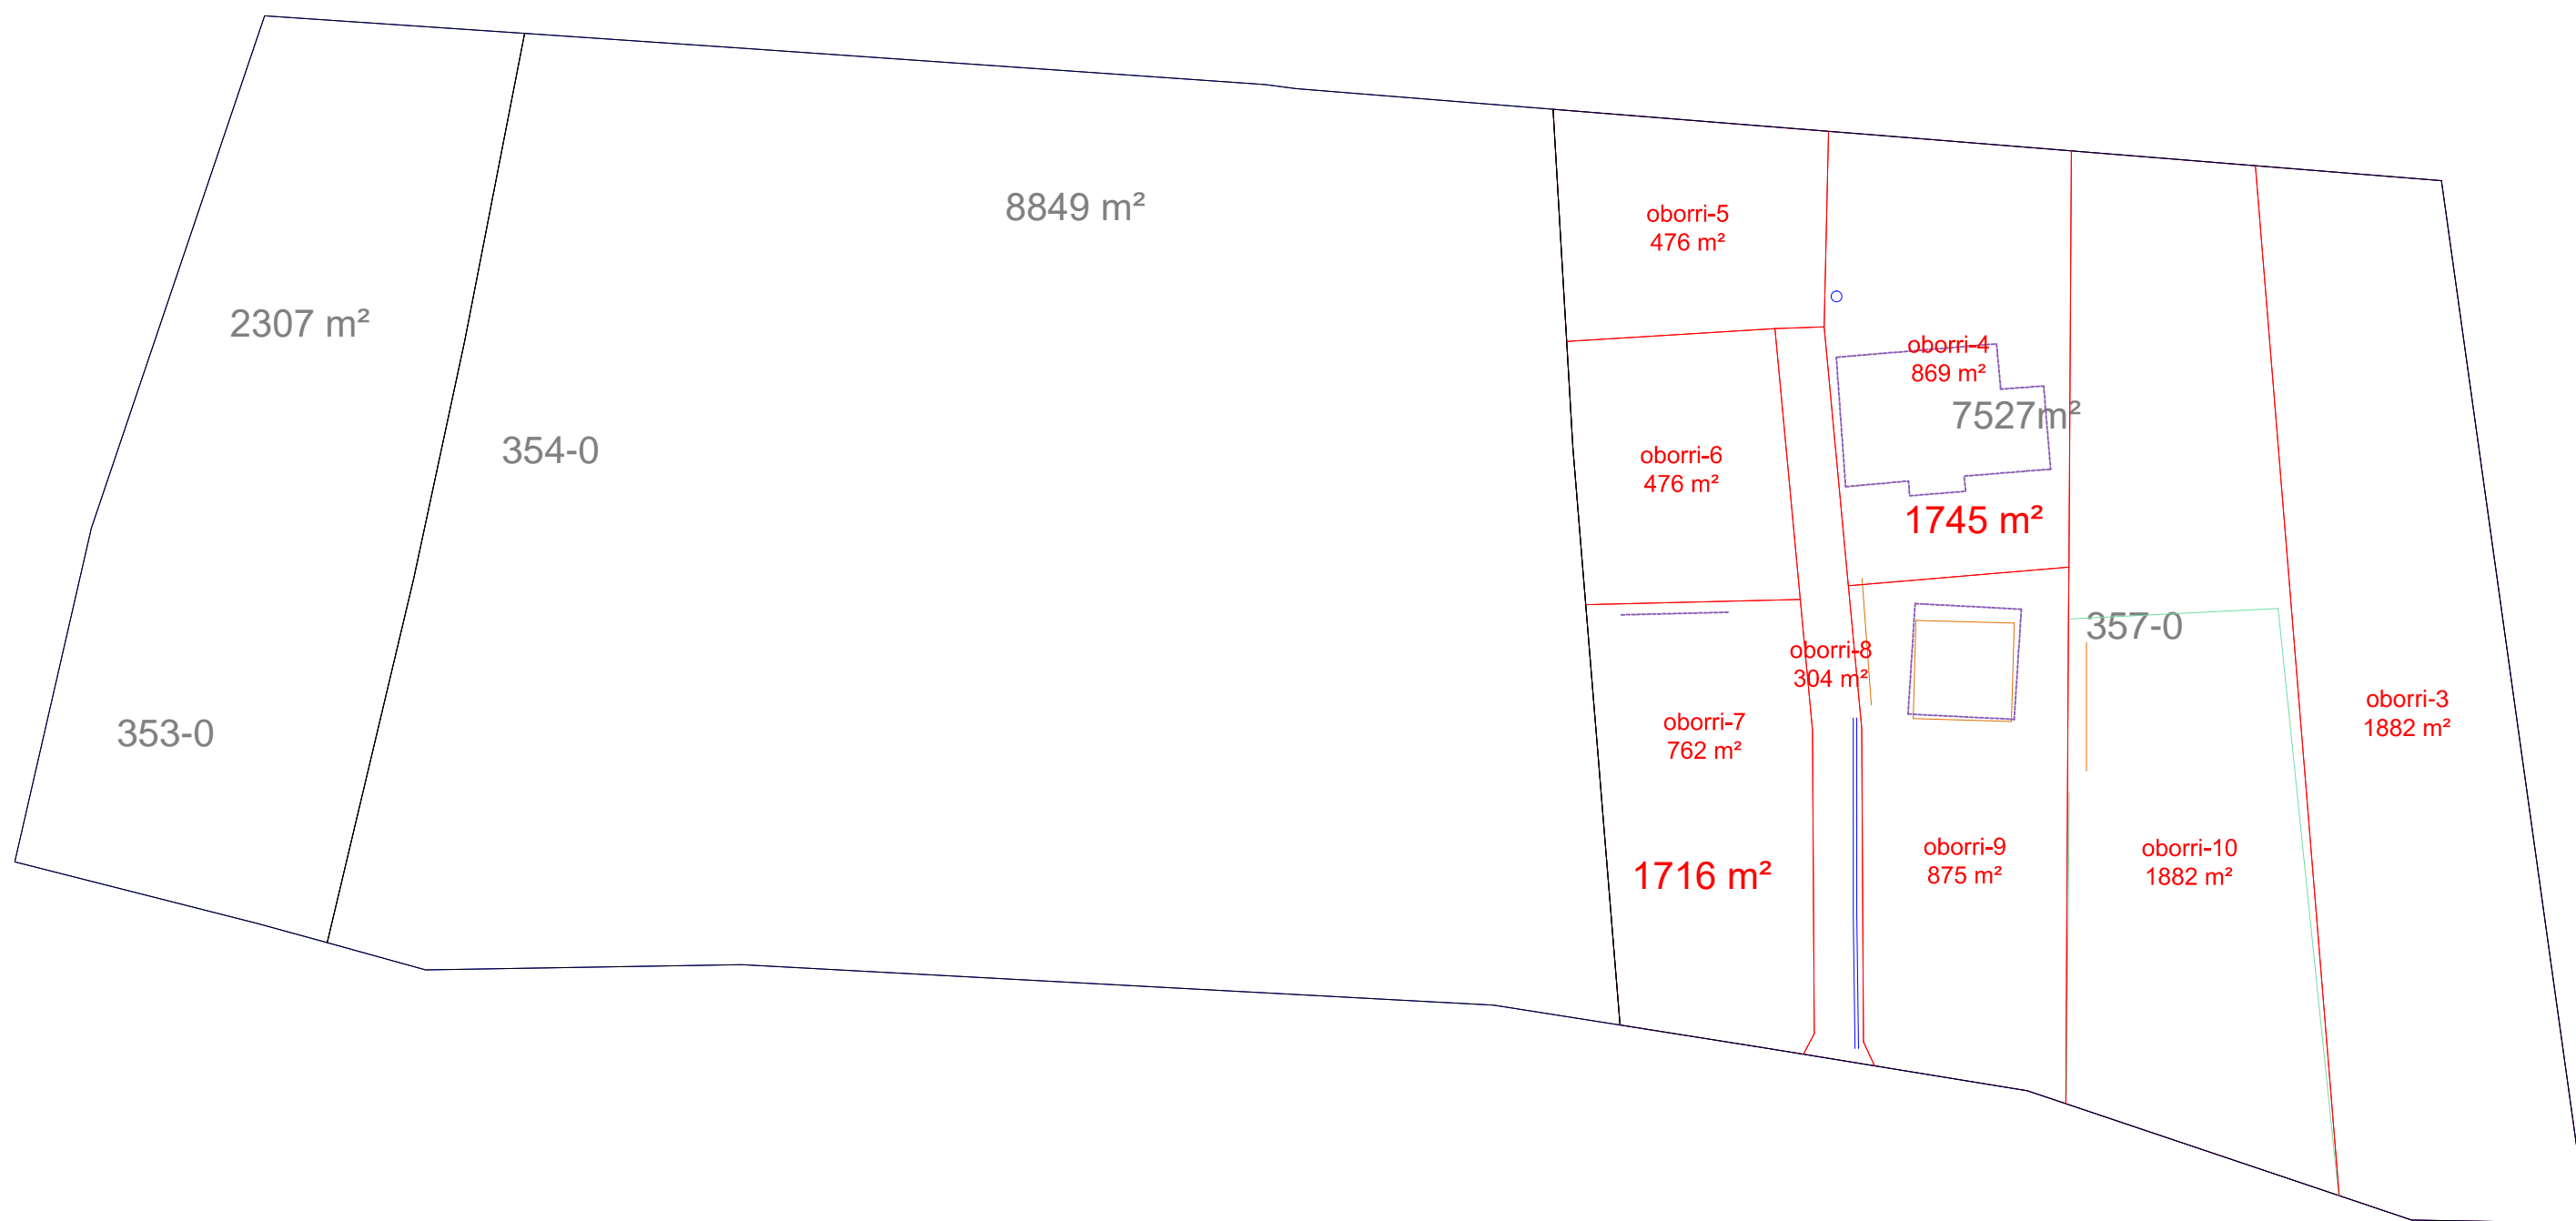 8849 m²
oborri-5
476 m²
2307 m²
oborri-4
869 m²
7527m²
354-0
oborri-6
476 m²
1745 m²
357-0
oborri-8
304 m²
353-0
oborri-7
762 m²
oborri-3
1882 m²
1716 m²
oborri-9
875 m²
oborri-10
1882 m²